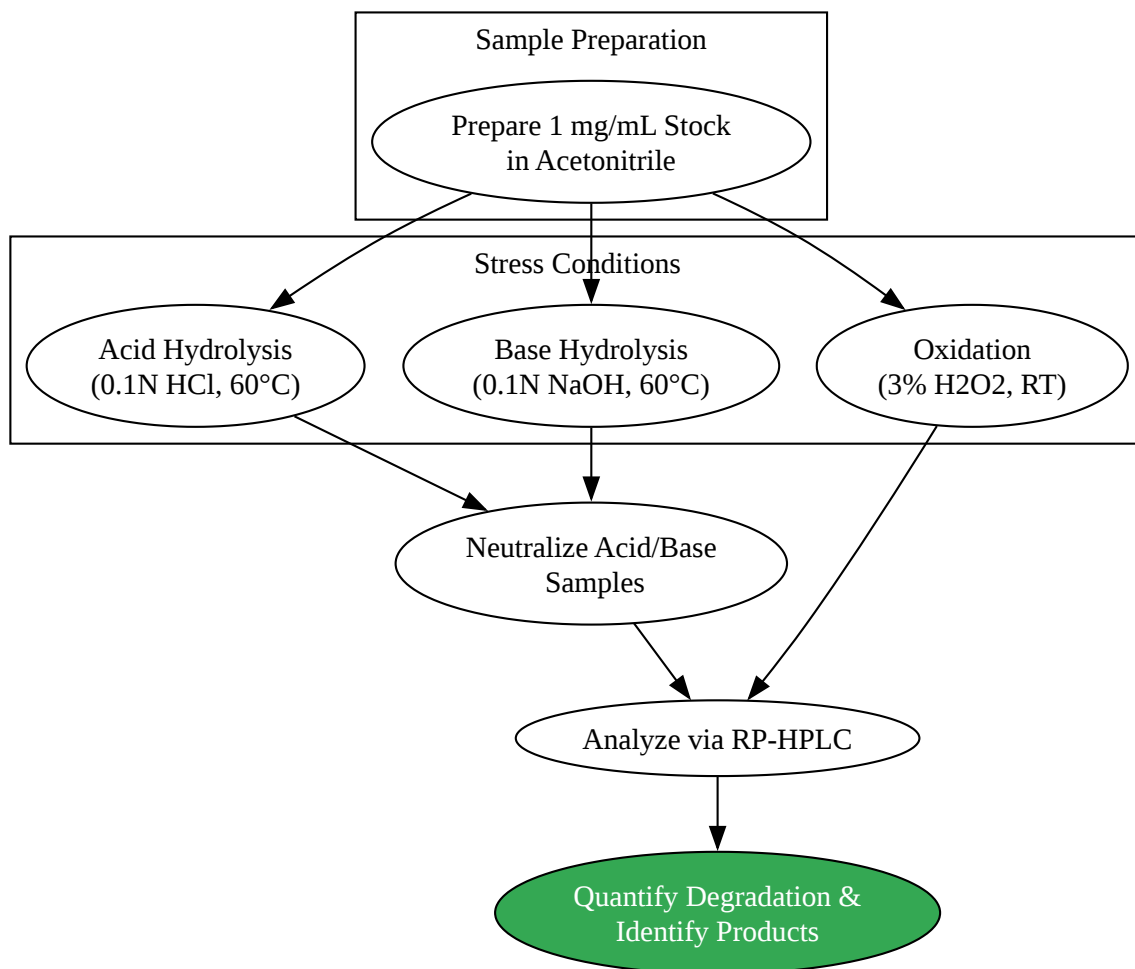 Sample Preparation
Prepare 1 mg/mL Stock
in Acetonitrile
Stress Conditions
Acid Hydrolysis
(0.1N HCl, 60°C)
Base Hydrolysis
(0.1N NaOH, 60°C)
Oxidation
(3% H2O2, RT)
Neutralize Acid/Base
Samples
Analyze via RP-HPLC
Quantify Degradation &
Identify Products